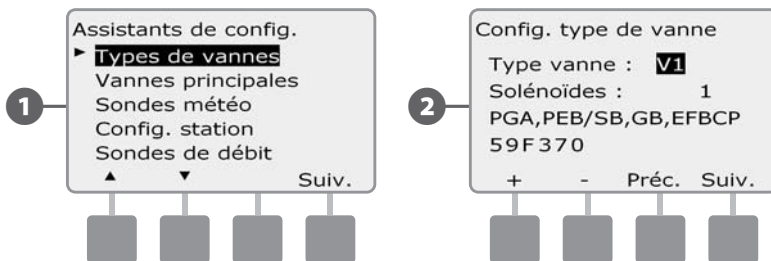 1
Assistants de config.
► Types de vannes
Vannes principales
Sondes météo
Config. station
Sondes de débit
▲ ▼ Suiv.
2
Config. type de vanne
Type vanne : V1
Solénoïdes : 1
PGA,PEB/SB,GB,EFBCP
59F370
+ - Préc. Suiv.